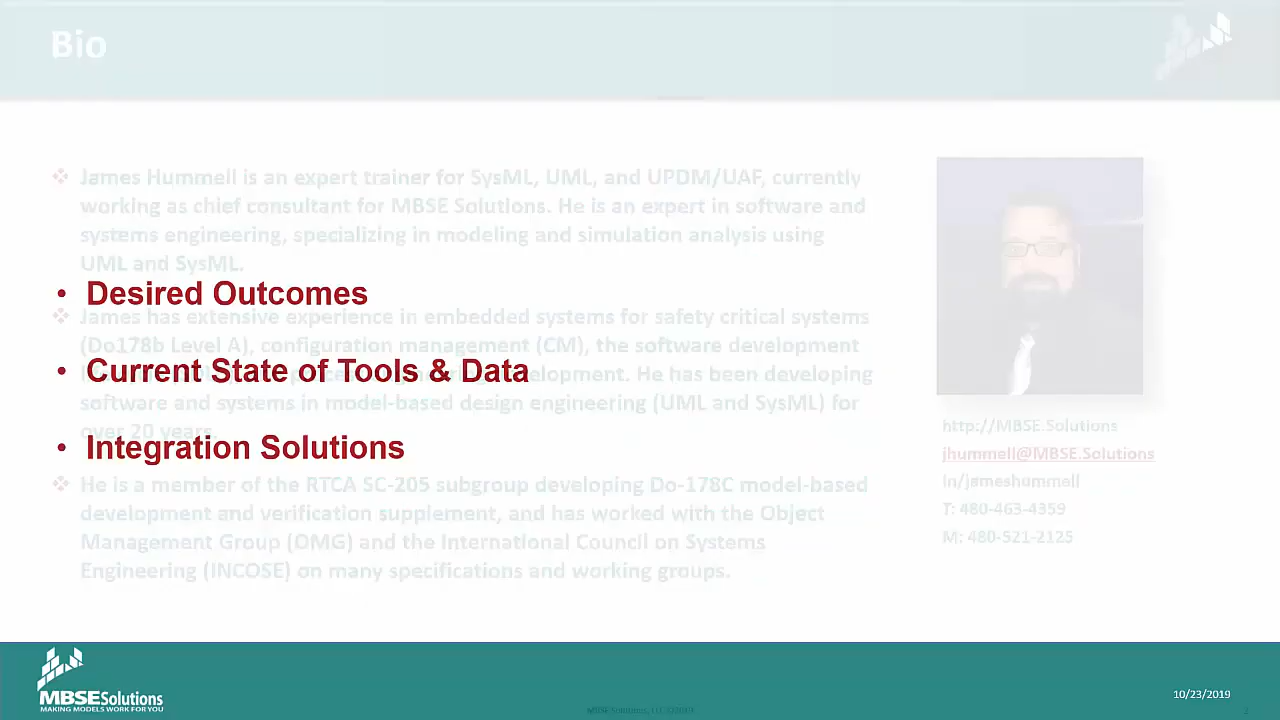 Bio
❖ James Hummell is an expert trainer for SysML, UML, and UPDM/UAF, currently
working as chief consultant for MBSE Solutions. He is an expert in software and
systems engineering, specializing in modeling and simulation analysis using
UML and SysML.
• Desired Outcomes
❖ James has extensive experience in embedded systems for safety critical systems
(Do178b Level A), configuration management (CM), the software development
• Current State of Tools & Data
development. He has been developing
software and systems in model-based design engineering (UML and SysML) for
over 20 years.
• Integration Solutions
❖ He is a member of the RTCA SC-205 subgroup developing Do-178C model-based
development and verification supplement, and has worked with the Object
Management Group (OMG) and the International Council on Systems
Engineering (INCOSE) on many specifications and working groups.
http://MBSE.Solutions
jhummell@MBSE.Solutions
in/jameshummell
T: 480-463-4359
M: 480-521-2125
MBSESolutions
MAKING MODELS WORK FOR YOU
10/23/2019